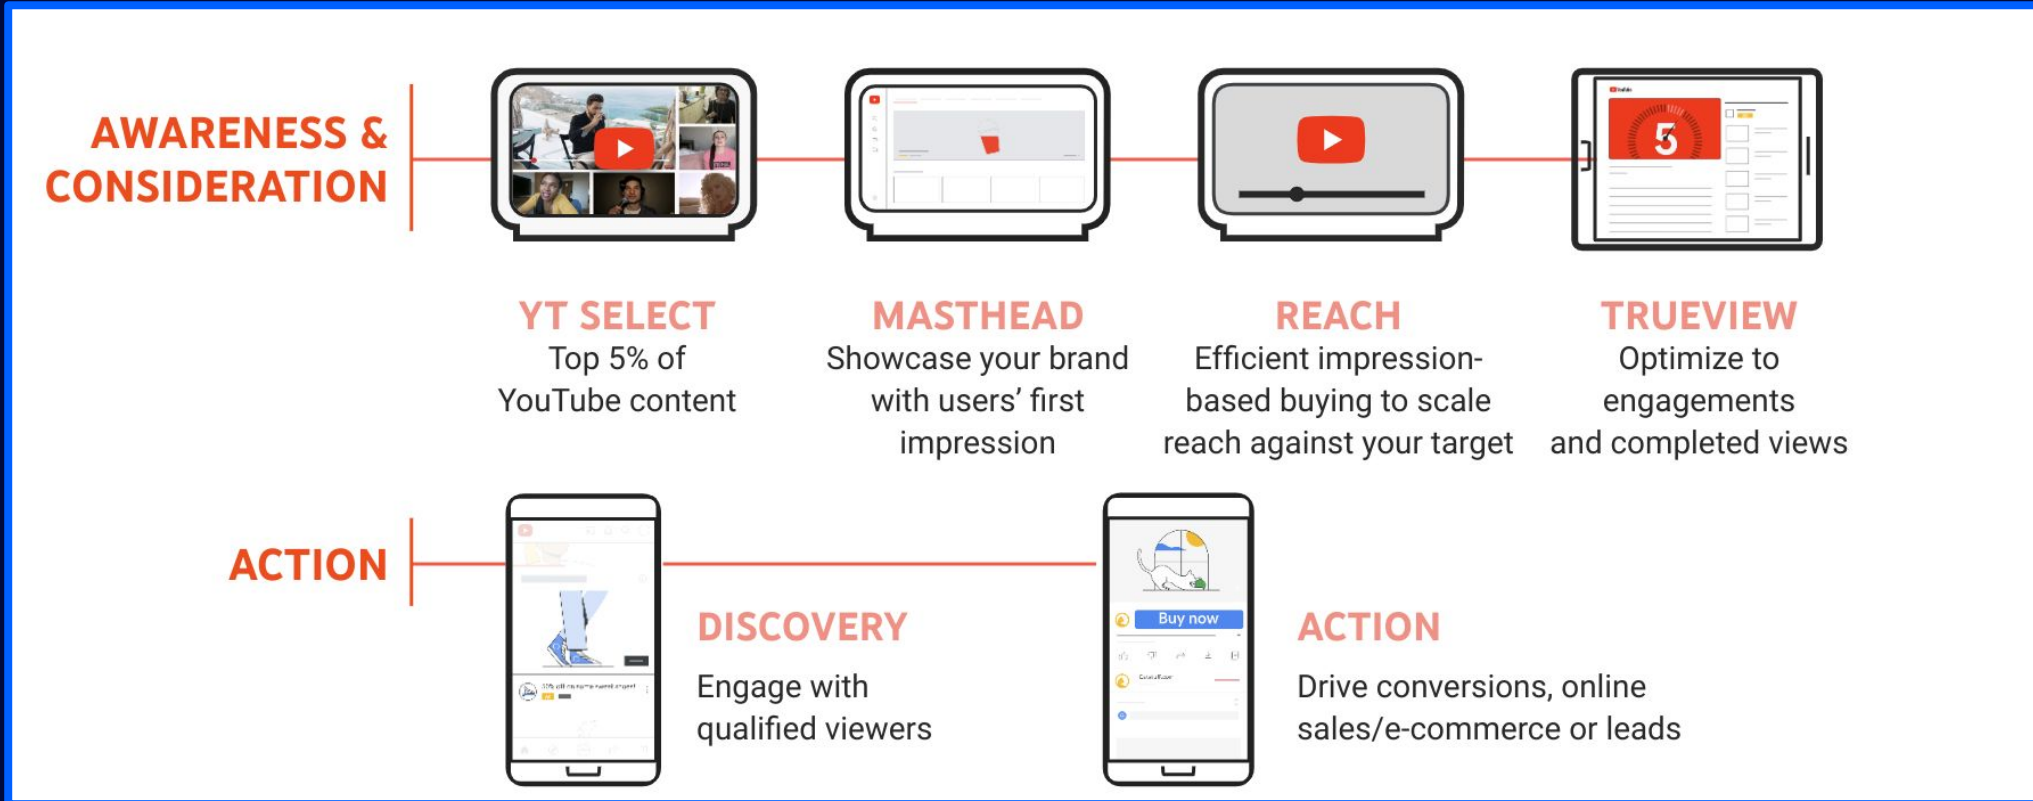 AWARENESS &
CONSIDERATION
YouTube
5
YT SELECT
Top 5% of
YouTube content
MASTHEAD
Showcase your brand
with users’ first
impression
REACH
Efficient impression-
based buying to scale
reach against your target
TRUEVIEW
Optimize to
engagements
and completed views
ACTION
DISCOVERY
Engage with
qualified viewers
Buy now
ACTION
Drive conversions, online
sales/e-commerce or leads